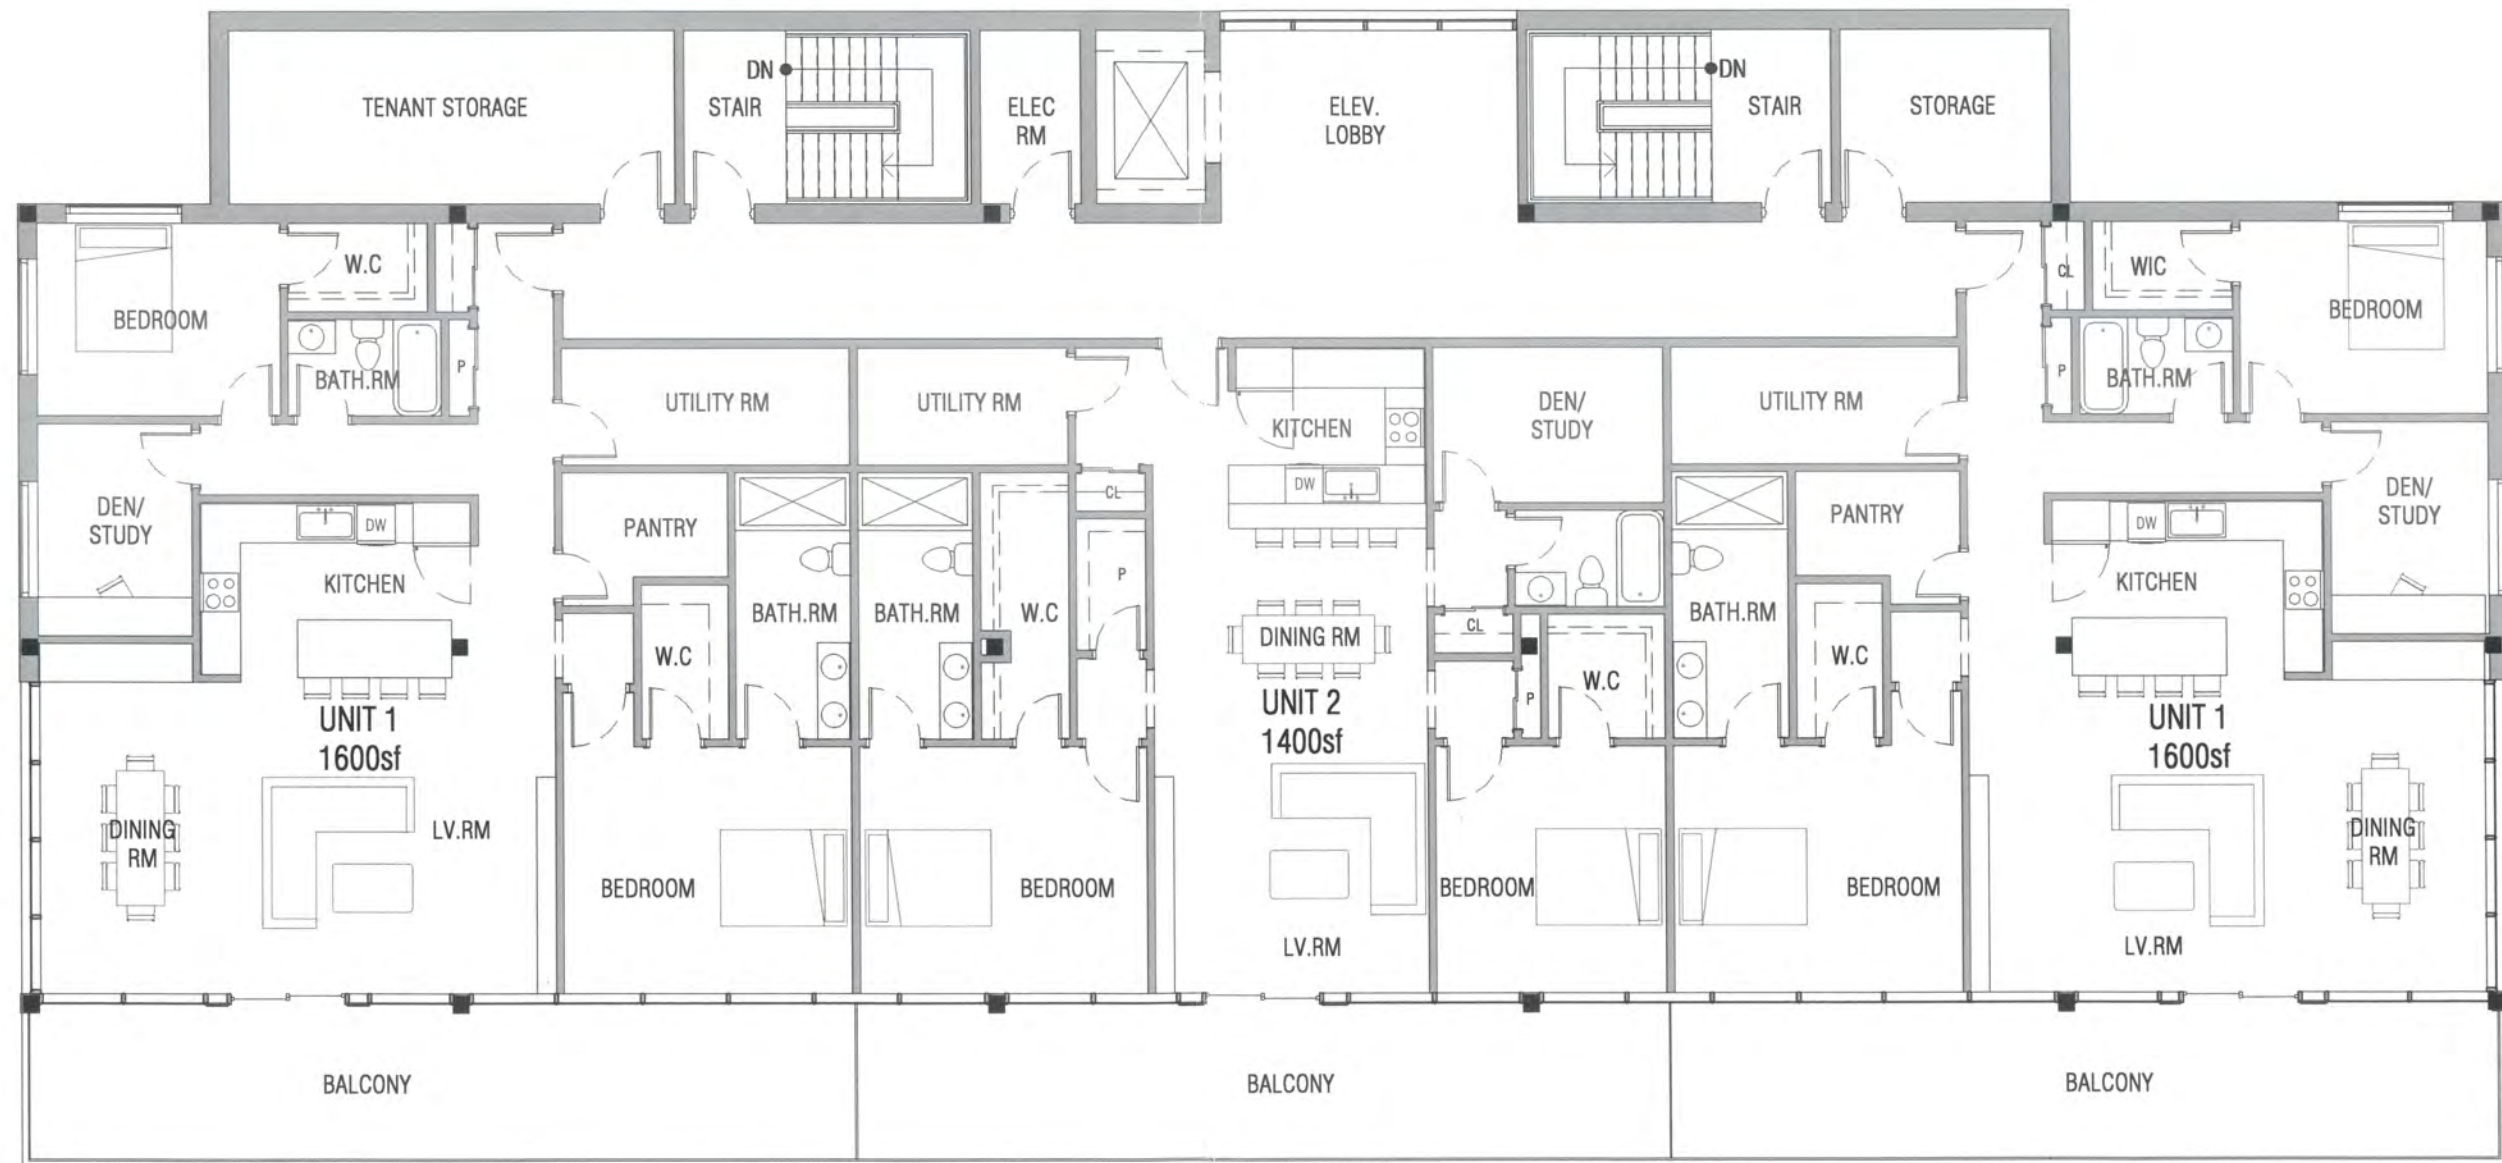 TENANT STORAGE
DN
STAIR
ELEC
RM
ELEV.
LOBBY
DN
STAIR
STORAGE
W.C
BEDROOM
BATH.RM
P
CL
WIC
BEDROOM
P
BATH.RM
UTILITY RM
UTILITY RM
KITCHEN
DEN/
STUDY
UTILITY RM
DEN/
STUDY
DW
KITCHEN
PANTRY
BATH.RM
W.C
BATH.RM
W.C
CL
P
DW
DINING RM
CL
P
W.C
BATH.RM
PANTRY
W.C
DW
KITCHEN
DEN/
STUDY
UNIT 1
1600sf
UNIT 2
1400sf
UNIT 1
1600sf
DINING
RM
LV.RM
BEDROOM
BEDROOM
LV.RM
BEDROOM
BEDROOM
LV.RM
DINING
RM
BALCONY
BALCONY
BALCONY